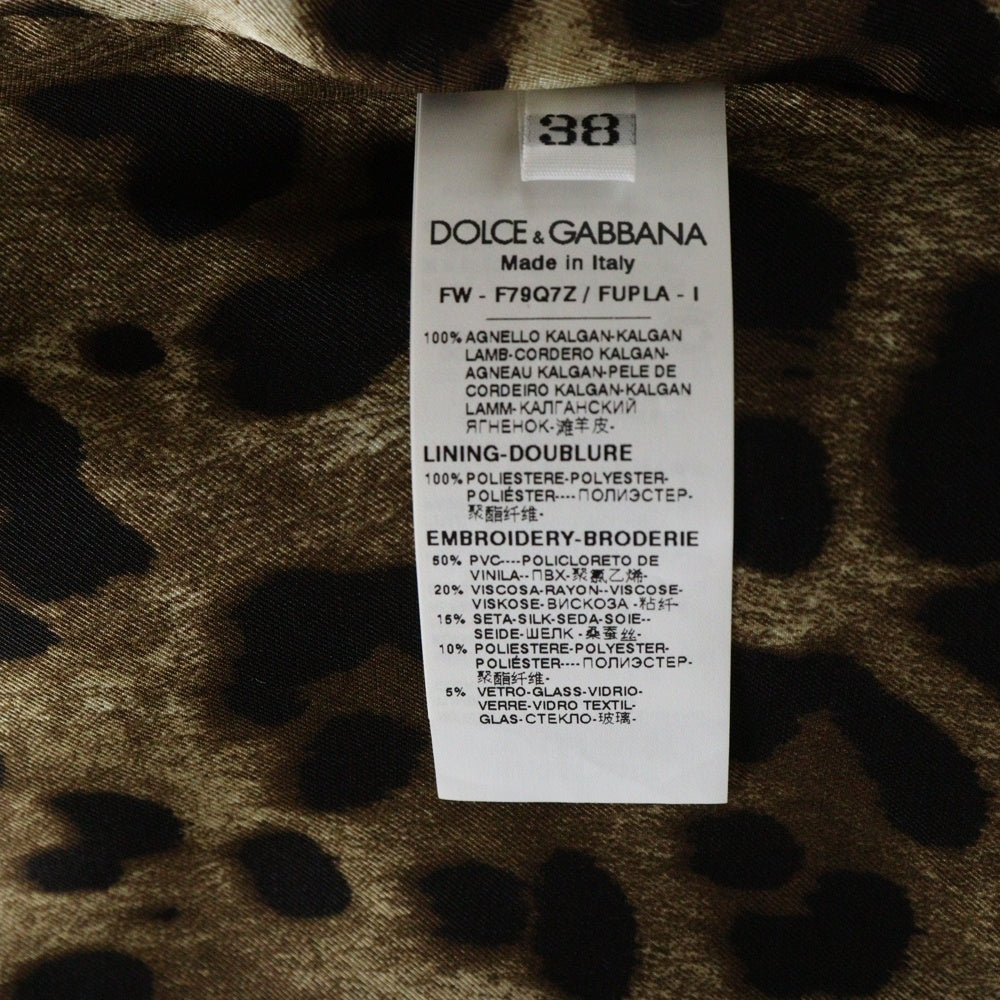 38
DOLCE & GABBANA
Made in Italy
FW - F79Q7Z / FUPLA - I
100% AGNELLO KALGAN-KALGAN
LAMB-CORDERO KALGAN-
AGNEAU KALGAN-PELE DE
CORDEIRO KALGAN-KALGAN
LAMM-КАЛГАНСКИЙ
ЯГНЕНОК-滩羊皮-
LINING-DOUBLURE
100% POLIESTERE-POLYESTER-
POLIÉSTER----ПОЛИЭСТЕР-
聚酯纤维-
EMBROIDERY-BRODERIE
50% PVC----POLICLORETO DE
VINILA--ПВХ-聚氯乙烯-
20% VISCOSA-RAYON--VISCOSE-
VISKOSE-ВИСКОЗА -粘纤-
15% SETA-SILK-SEDA-SOIE--
SEIDE-ШЕЛК -桑蚕丝-
10% POLIESTERE-POLYESTER-
POLIÉSTER----ПОЛИЭСТЕР-
聚酯纤维-
5% VETRO-GLASS-VIDRIO-
VERRE-VIDRO TEXTIL-
GLAS-СТЕКЛО-玻璃-